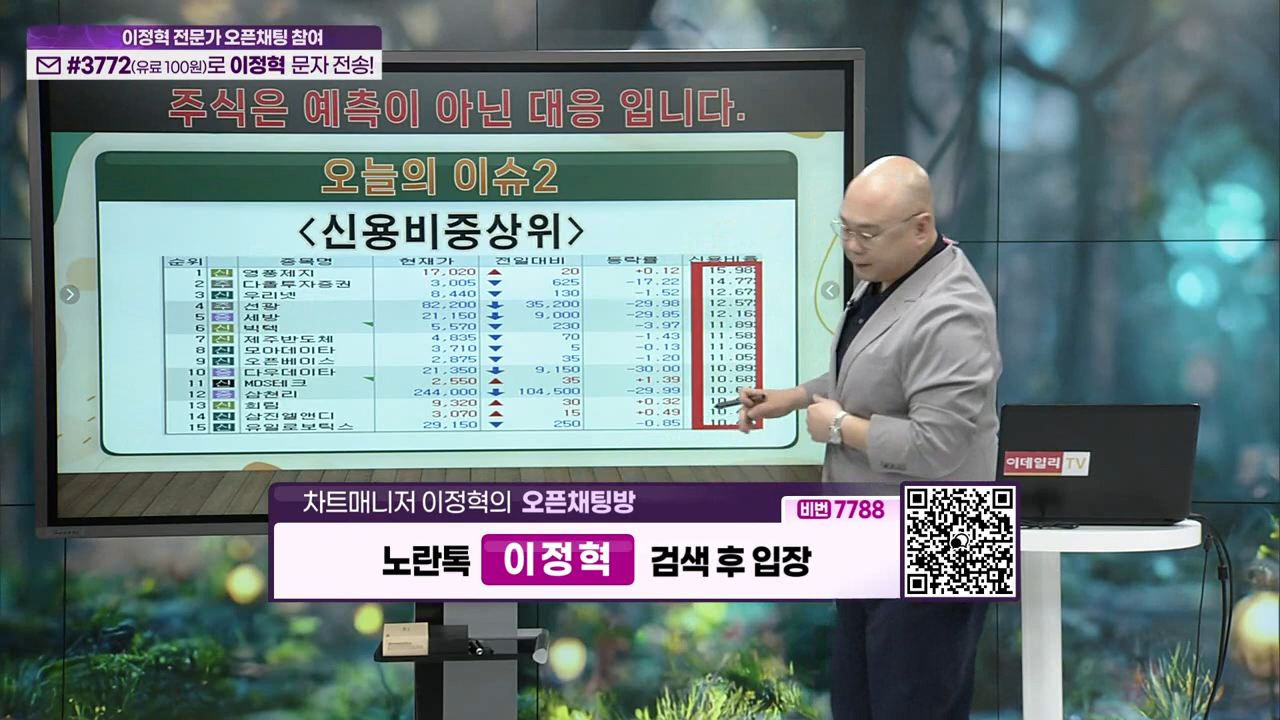 이정혁 전문가 오픈채팅 참여
#3772(유료 100원)로 이정혁 문자 전송!
주식은 예측이 아닌 대응 입니다.
오늘의 이슈2
<신용비중상위>
순위 종목명 현재가 전일대비 등락률 신용비율
1 신 영풍제지 17,020 ▲ 20 +0.12 15.98
2 다올투자증권 3,005 ▼ 625 -17.22 14.77
3 신 우리넷 8,440 ▼ 130 -1.52 12.67
4 선광 82,200 35,200 -29.98 12.57
5 세방 21,150 9,000 -29.85 12.16
6 신 빅텍 5,570 ▼ 230 -3.97 11.89
7 신 제주반도체 4,835 ▼ 70 -1.43 11.58
8 신 모아데이타 3,710 ▼ 5 -0.13 11.06
9 신 오픈베이스 2,875 ▼ 35 -1.20 11.05
10 다우데이타 21,350 9,150 -30.00 10.89
11 신 MDS테크 2,550 ▲ 35 +1.39 10.68
12 삼천리 244,000 104,500 -29.99
13 신 희림 9,320 ▲ 30 +0.32
14 신 삼진엘앤디 3,070 ▲ 15 +0.49
15 신 유일로보틱스 29,150 ▼ 250 -0.85
이데일리TV
차트매니저 이정혁의 오픈채팅방
비번 7788
노란톡 이정혁 검색 후 입장